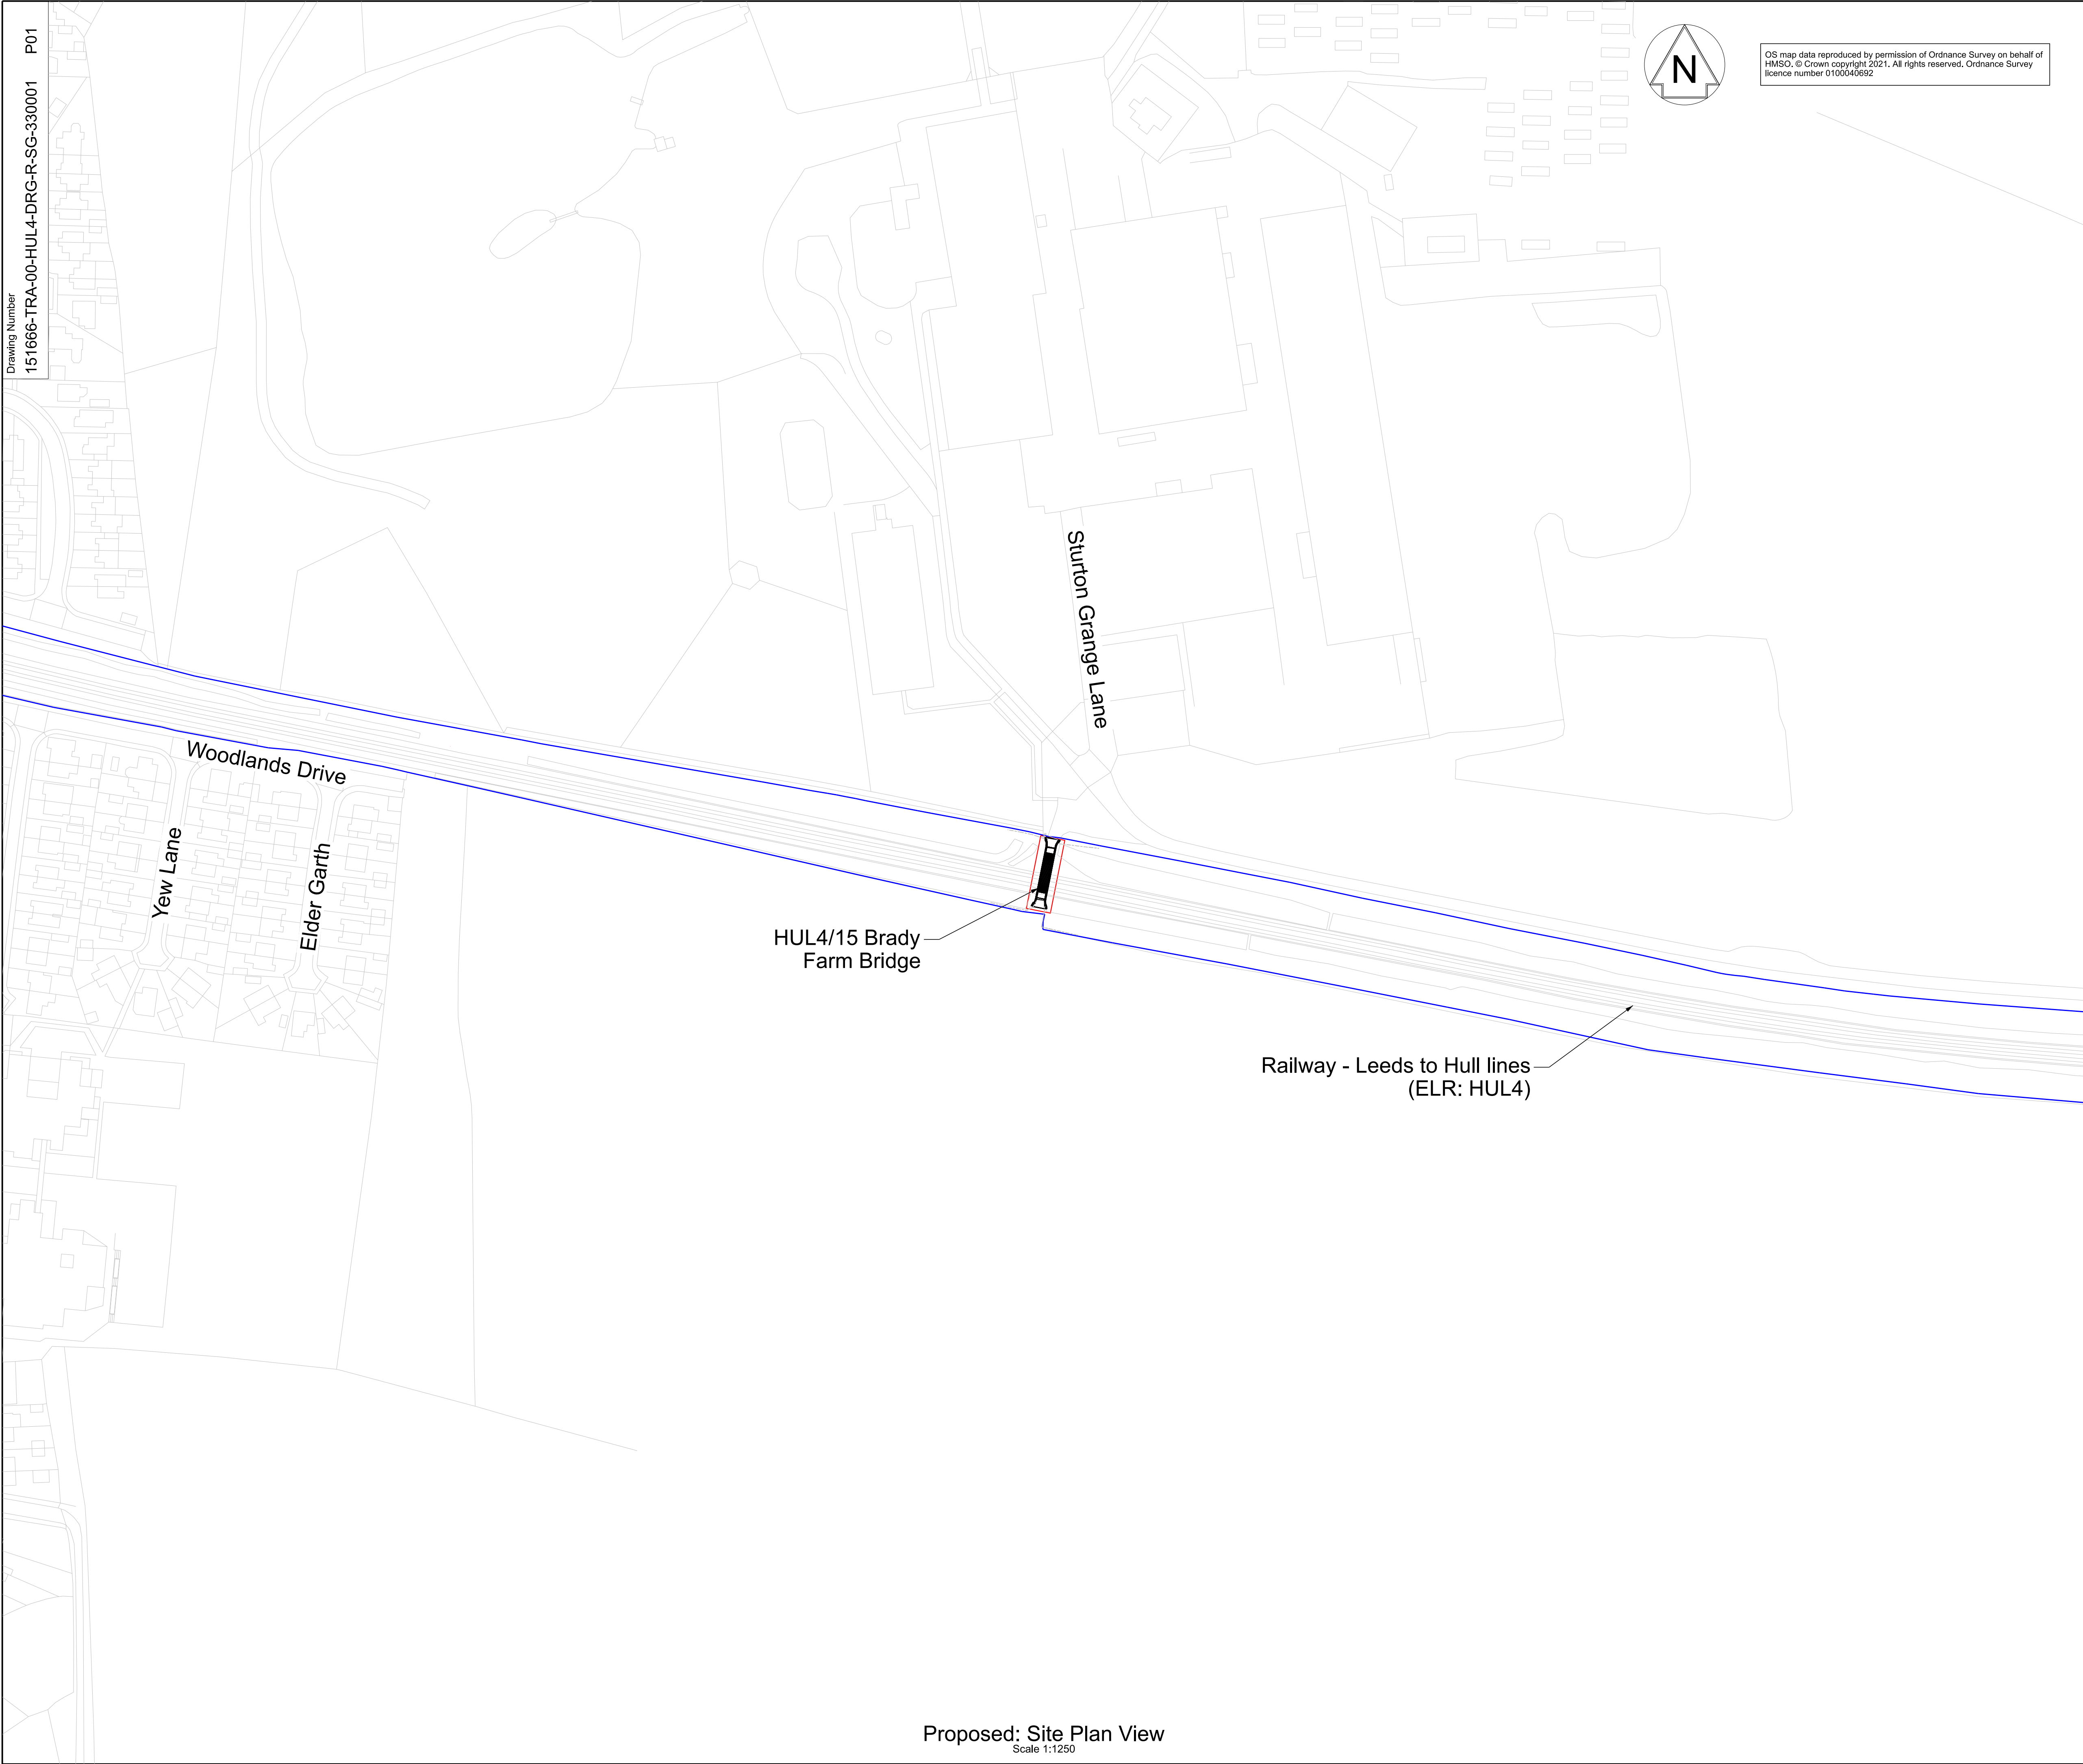 Drawing Number
151666-TRA-00-HUL4-DRG-R-SG-330001 P01
N
OS map data reproduced by permission of Ordnance Survey on behalf of
HMSO. © Crown copyright 2021. All rights reserved. Ordnance Survey
licence number 0100040692
Sturton Grange Lane
Woodlands Drive
Yew Lane
Elder Garth
HUL4/15 Brady
Farm Bridge
Railway - Leeds to Hull lines
(ELR: HUL4)
Proposed: Site Plan View
Scale 1:1250